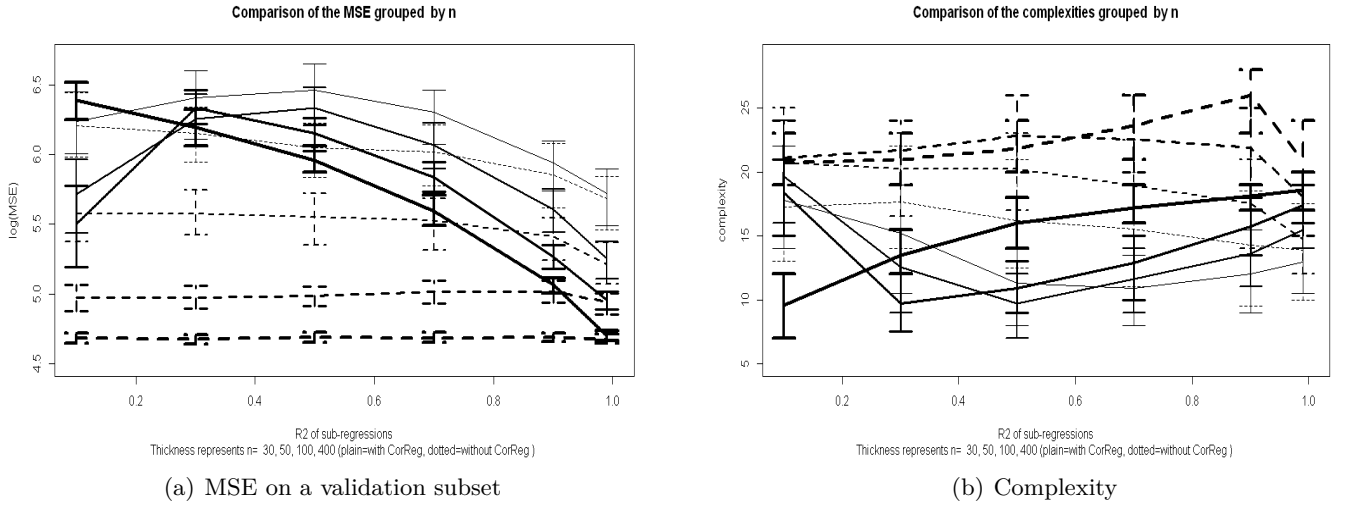 Comparison of the MSE grouped by n
log(MSE)
6.5
6.0
5.5
5.0
4.5
0.2 0.4 0.6 0.8 1.0
R2 of sub-regressions
Thickness represents n= 30, 50, 100, 400 (plain=with CorReg, dotted=without CorReg )
(a) MSE on a validation subset
Comparison of the complexities grouped by n
complexity
25
20
15
10
5
0.2 0.4 0.6 0.8 1.0
R2 of sub-regressions
Thickness represents n= 30, 50, 100, 400 (plain=with CorReg, dotted=without CorReg )
(b) Complexity